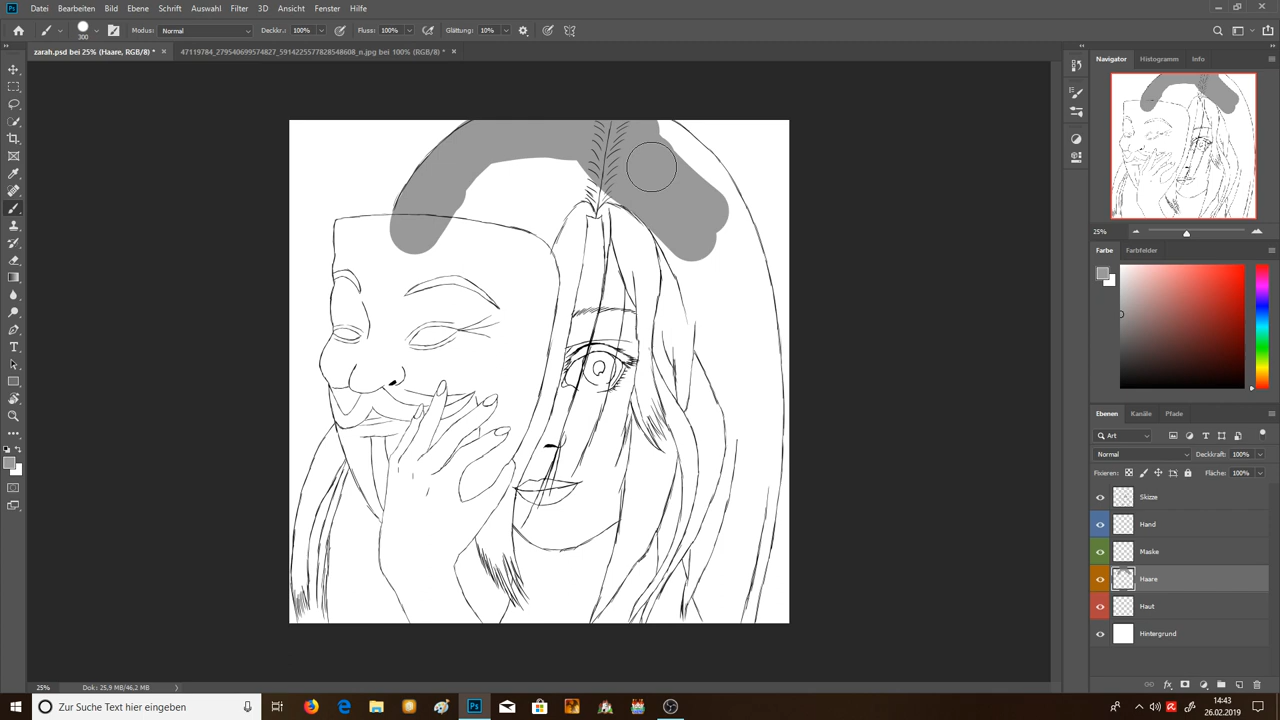 Datei Bearbeiten Bild Ebene Schrift Auswahl Filter 3D Ansicht Fenster Hilfe
300 Modus: Normal Deckkr.: 100% Fluss: 100% Glättung: 10%
zarah.psd bei 25% (Haare, RGB/8) * 47119784_279540699574827_5914225577828548608_n.jpg bei 100% (RGB/8) *
Navigator Histogramm Info
25%
Farbe Farbfelder
Ebenen Kanäle Pfade
Art
Normal Deckkraft: 100%
Fixieren: Fläche: 100%
Skizze
Hand
Maske
Haare
Haut
Hintergrund
25% Dok: 25,9 MB/46,2 MB
Zur Suche Text hier eingeben
14:43
26.02.2019